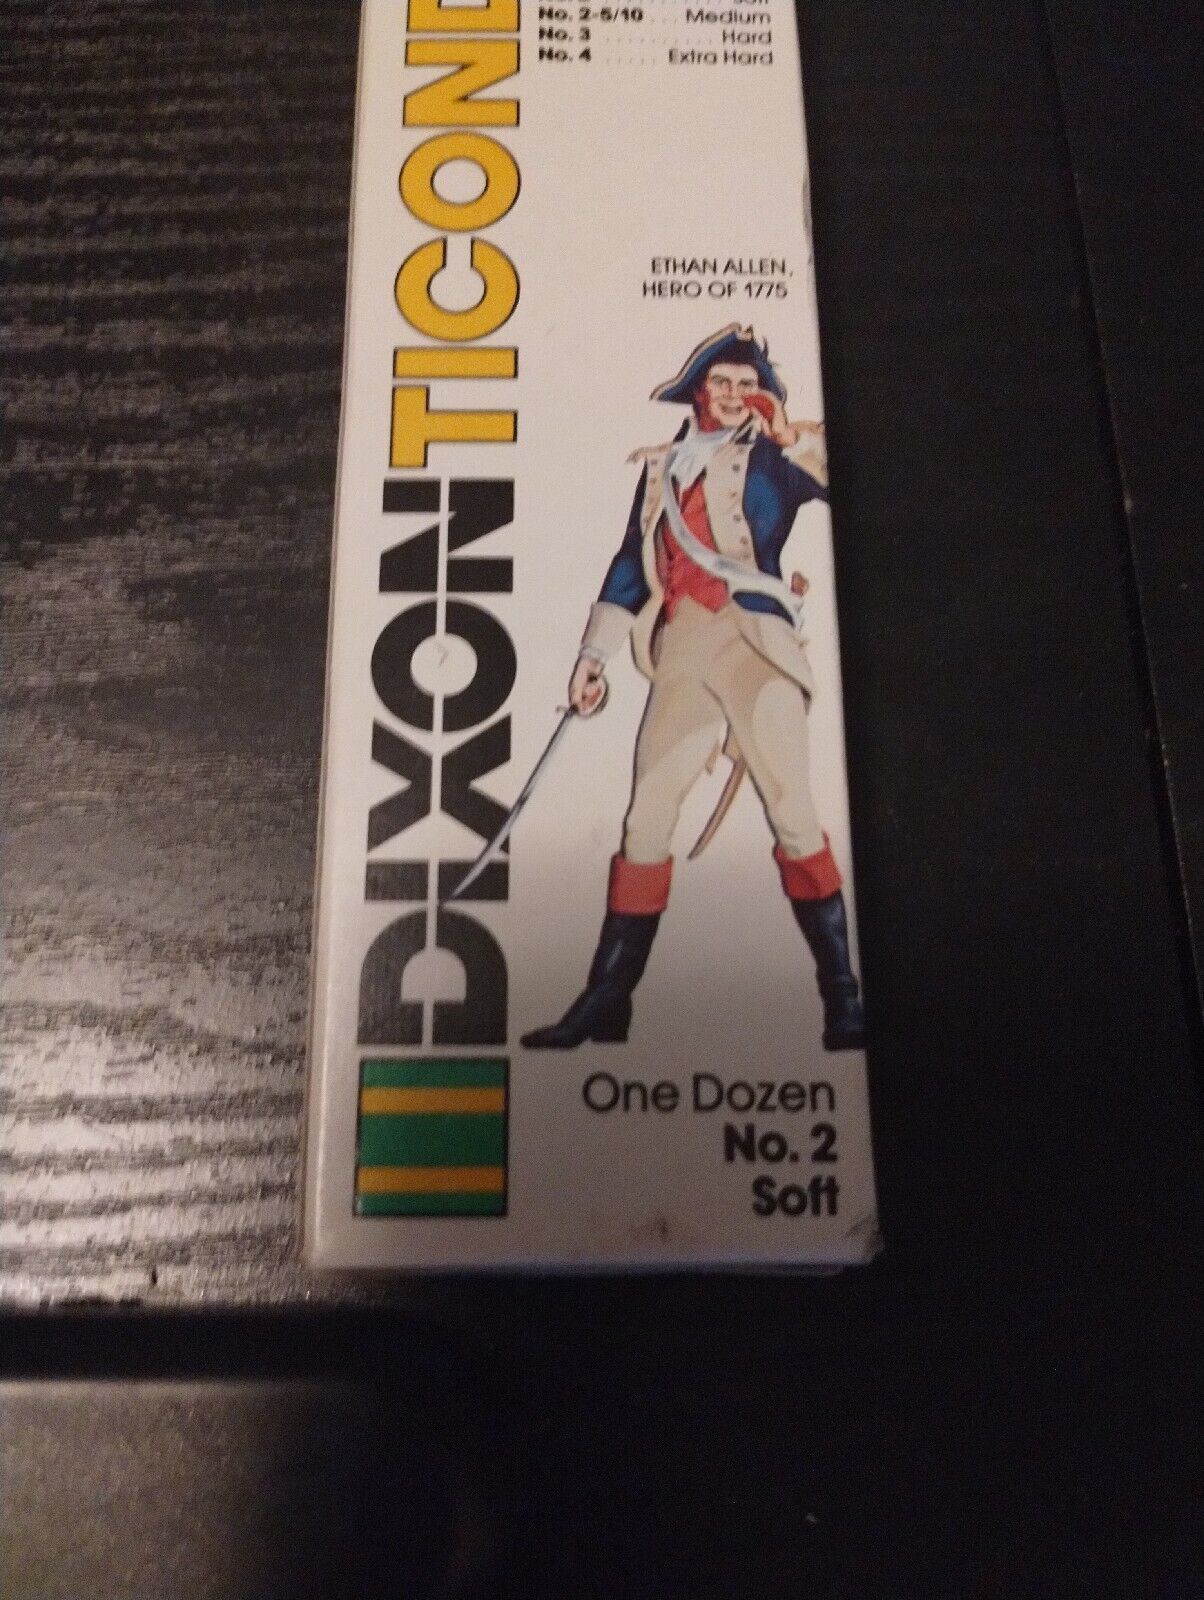 Soft
No. 2-5/10 ... Medium
No. 3 .......... Hard
No. 4 ..... Extra Hard
ETHAN ALLEN,
HERO OF 1775
DIXON TICOND
One Dozen
No. 2
Soft